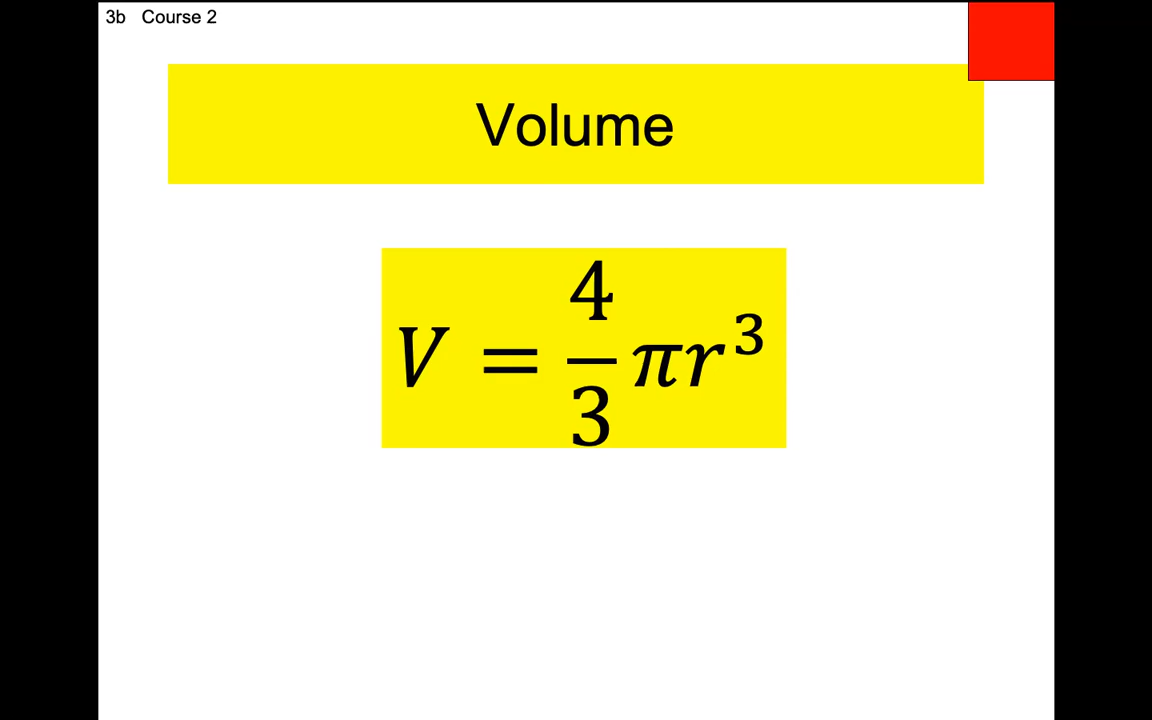 3b Course 2
Volume
V = 4/3 πr³